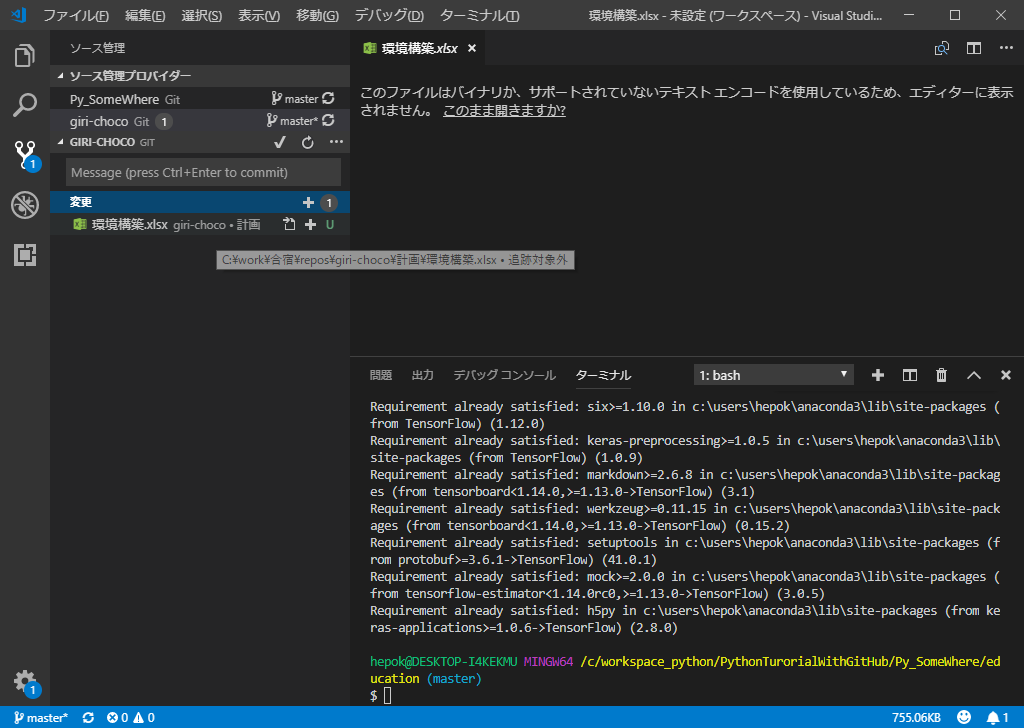 ファイル(F) 編集(E) 選択(S) 表示(V) 移動(G) デバッグ(D) ターミナル(T) 環境構築.xlsx - 未設定 (ワークスペース) - Visual Studi...
ソース管理
ソース管理プロバイダー
Py_SomeWhere Git master
giri-choco Git 1 master*
GIRI-CHOCO GIT
Message (press Ctrl+Enter to commit)
変更 1
環境構築.xlsx giri-choco • 計画 U
C:¥work¥合宿¥repos¥giri-choco¥計画¥環境構築.xlsx • 追跡対象外
1
1
環境構築.xlsx
このファイルはバイナリか、サポートされていないテキスト エンコードを使用しているため、エディターに表示
されません。 このまま開きますか?
問題 出力 デバッグ コンソール ターミナル 1: bash
Requirement already satisfied: six>=1.10.0 in c:\users\hepok\anaconda3\lib\site-packages (
from TensorFlow) (1.12.0)
Requirement already satisfied: keras-preprocessing>=1.0.5 in c:\users\hepok\anaconda3\lib\
site-packages (from TensorFlow) (1.0.9)
Requirement already satisfied: markdown>=2.6.8 in c:\users\hepok\anaconda3\lib\site-packag
es (from tensorboard<1.14.0,>=1.13.0->TensorFlow) (3.1)
Requirement already satisfied: werkzeug>=0.11.15 in c:\users\hepok\anaconda3\lib\site-pack
ages (from tensorboard<1.14.0,>=1.13.0->TensorFlow) (0.15.2)
Requirement already satisfied: setuptools in c:\users\hepok\anaconda3\lib\site-packages (f
rom protobuf>=3.6.1->TensorFlow) (41.0.1)
Requirement already satisfied: mock>=2.0.0 in c:\users\hepok\anaconda3\lib\site-packages (
from tensorflow-estimator<1.14.0rc0,>=1.13.0->TensorFlow) (3.0.5)
Requirement already satisfied: h5py in c:\users\hepok\anaconda3\lib\site-packages (from ke
ras-applications>=1.0.6->TensorFlow) (2.8.0)
hepok@DESKTOP-I4KEKMU MINGW64 /c/workspace_python/PythonTurorialWithGitHub/Py_SomeWhere/ed
ucation (master)
$
master* 0 0 755.06KB 1